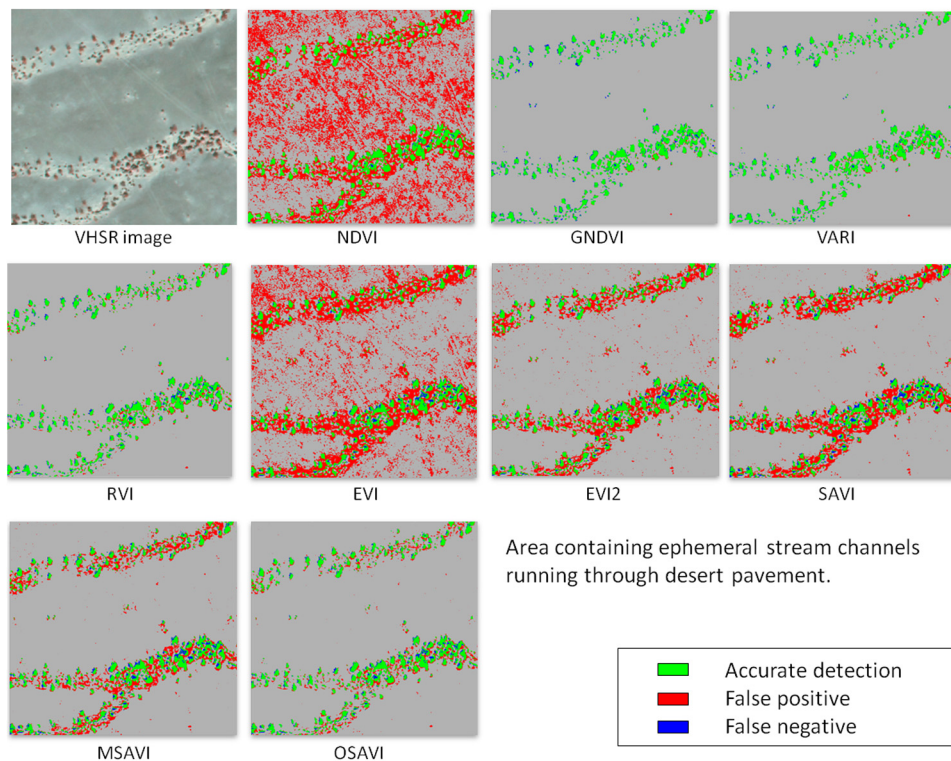 VHSR image
NDVI
GNDVI
VARI
RVI
EVI
EVI2
SAVI
MSAVI
OSAVI
Area containing ephemeral stream channels
running through desert pavement.
Accurate detection
False positive
False negative